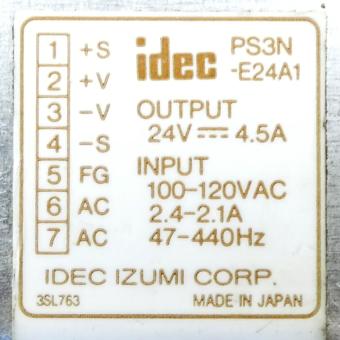 1 +S
2 +V
3 -V
4 -S
5 FG
6 AC
7 AC
idec PS3N
-E24A1
OUTPUT
24V⎓4.5A
INPUT
100-120VAC
2.4-2.1A
47-440Hz
IDEC IZUMI CORP.
3SL763 MADE IN JAPAN